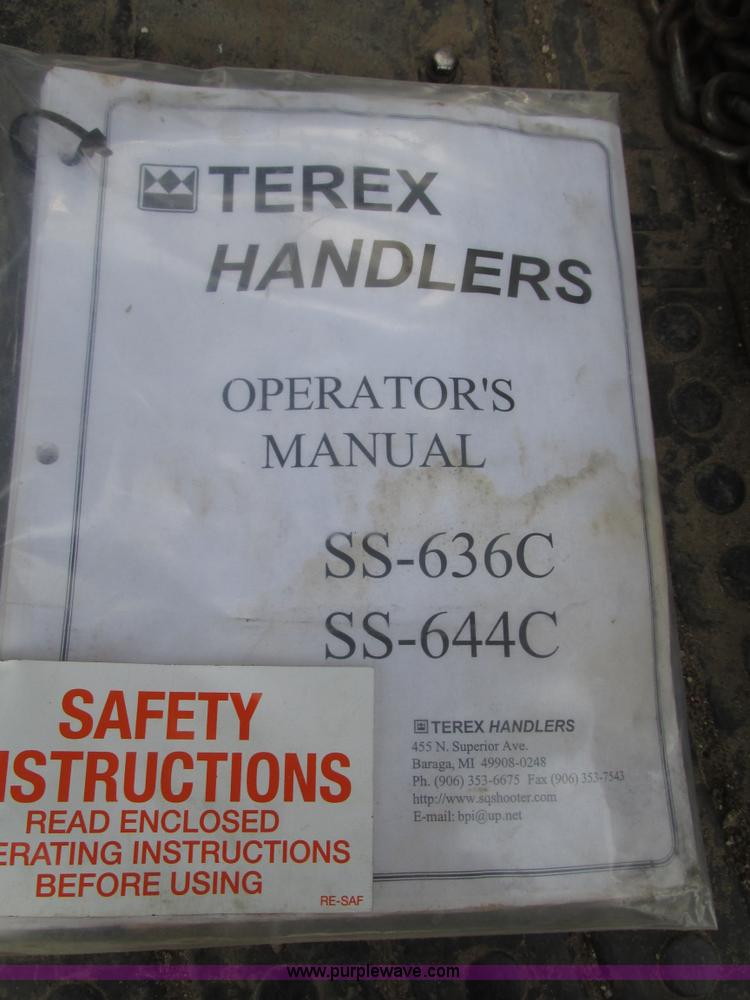 TEREX
HANDLERS
OPERATOR'S
MANUAL
SS-636C
SS-644C
TEREX HANDLERS
455 N. Superior Ave.
Baraga, MI 49908-0248
Ph. (906) 353-6675 Fax (906) 353-7543
http://www.sqshooter.com
E-mail: bpi@up.net
SAFETY
NSTRUCTIONS
READ ENCLOSED
ERATING INSTRUCTIONS
BEFORE USING
RE-SAF
www.purplewave.com